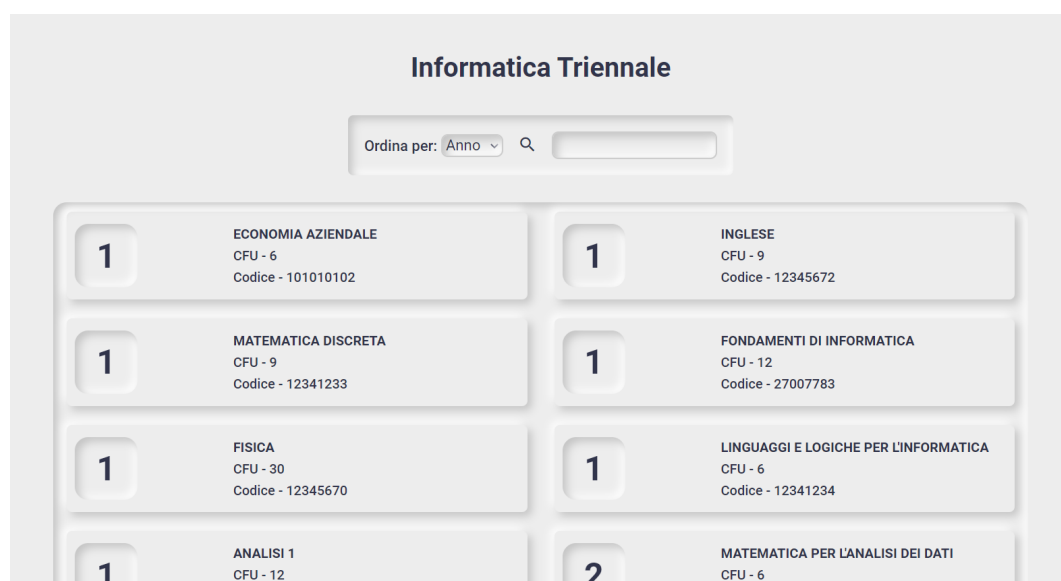 Informatica Triennale
Ordina per: Anno
1
ECONOMIA AZIENDALE
CFU - 6
Codice - 101010102
1
INGLESE
CFU - 9
Codice - 12345672
1
MATEMATICA DISCRETA
CFU - 9
Codice - 12341233
1
FONDAMENTI DI INFORMATICA
CFU - 12
Codice - 27007783
1
FISICA
CFU - 30
Codice - 12345670
1
LINGUAGGI E LOGICHE PER L'INFORMATICA
CFU - 6
Codice - 12341234
1
ANALISI 1
CFU - 12
2
MATEMATICA PER L'ANALISI DEI DATI
CFU - 6